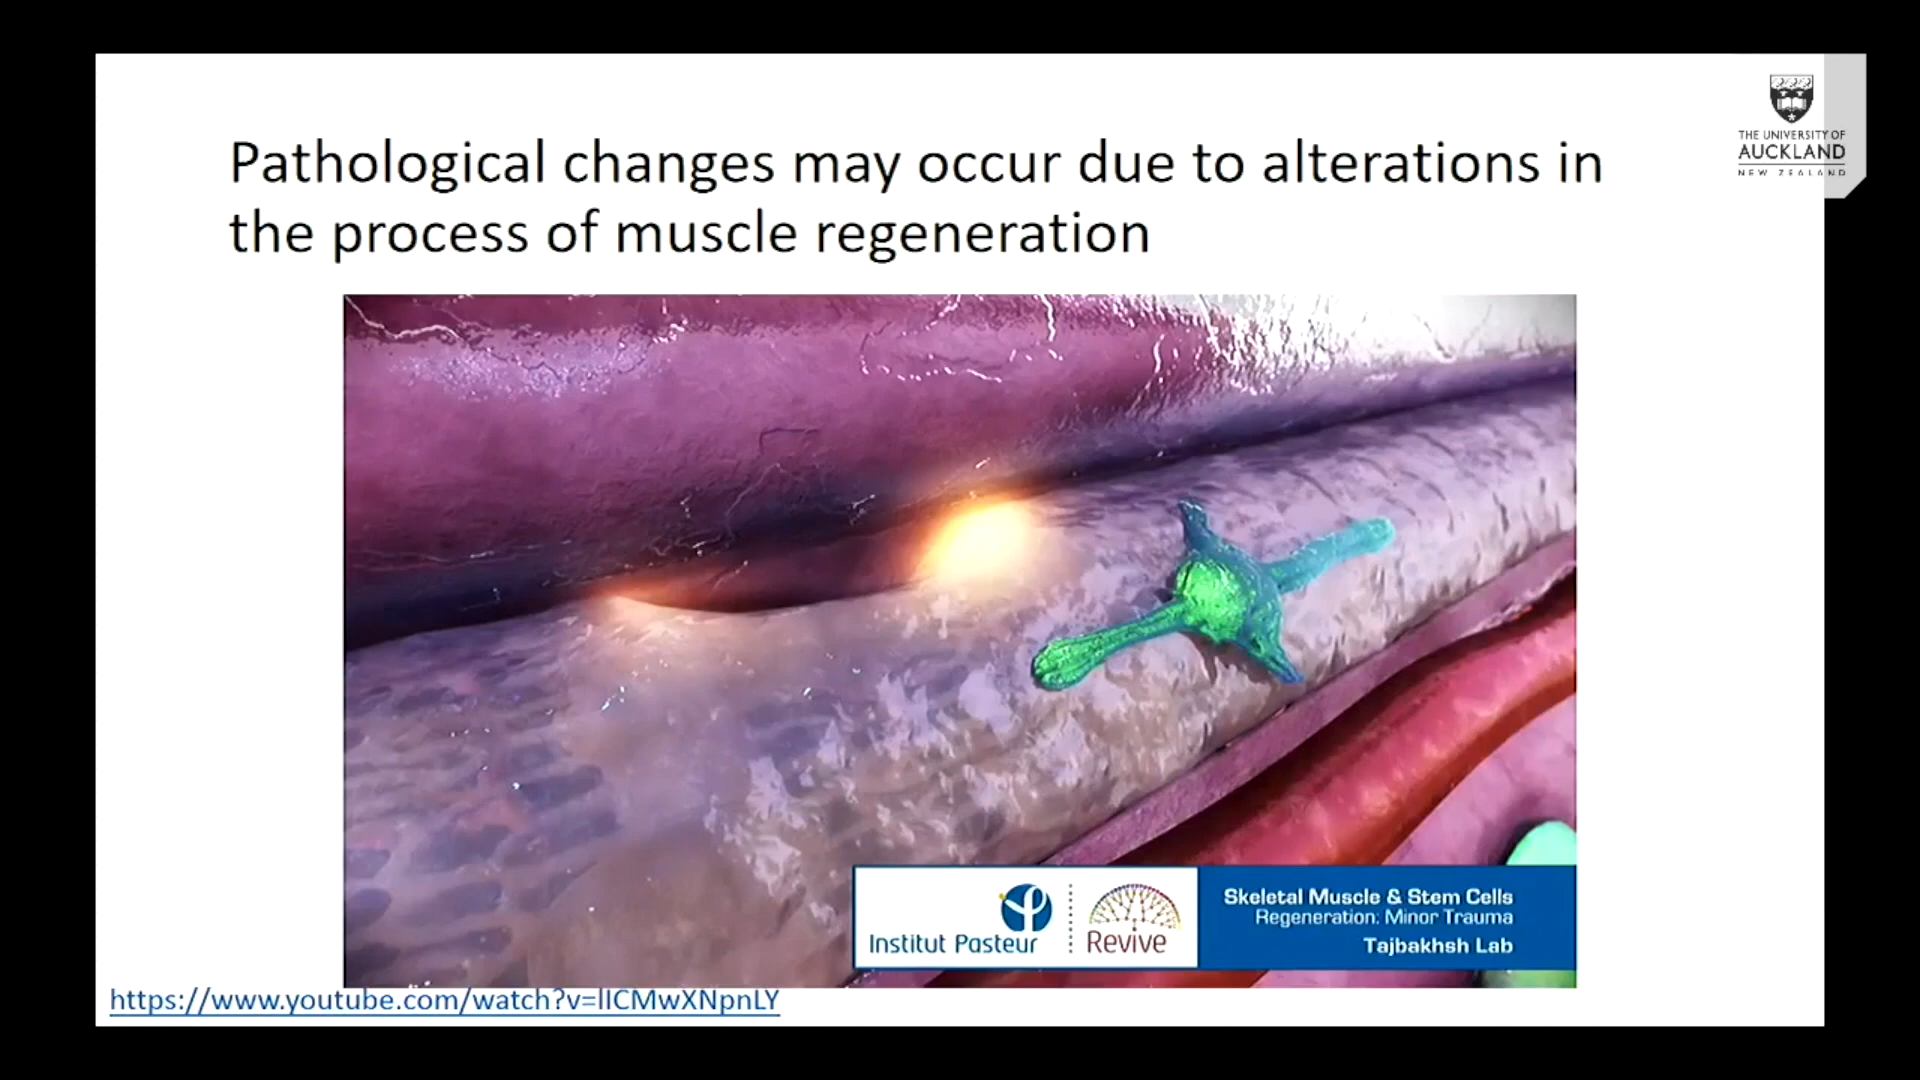 THE UNIVERSITY OF
AUCKLAND
NEW ZEALAND
Pathological changes may occur due to alterations in
the process of muscle regeneration
Institut Pasteur
Revive
Skeletal Muscle & Stem Cells
Regeneration: Minor Trauma
Tajbakhsh Lab
https://www.youtube.com/watch?v=lICMwXNpnLY